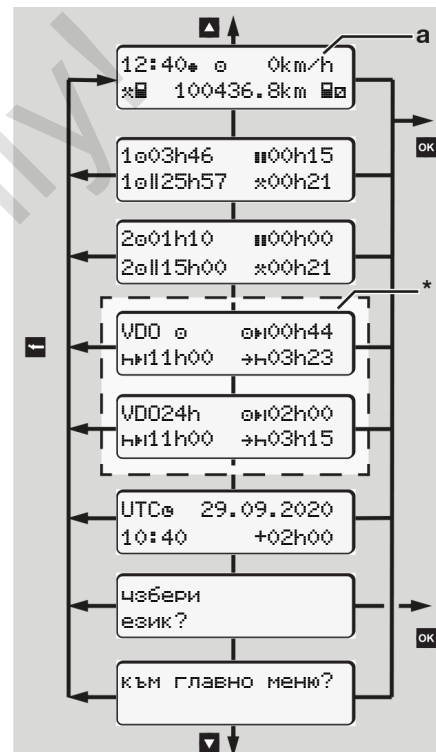 a
12:40 0km/h
100436.8km
OK
1 03h46 00h15
1 25h57 00h21
2 01h10 00h00
2 15h00 00h21
*
VDO 00h44
11h00 03h23
VDO24h 02h00
11h00 03h15
UTC 29.09.2020
10:40 +02h00
избери
език?
OK
към главно меню?